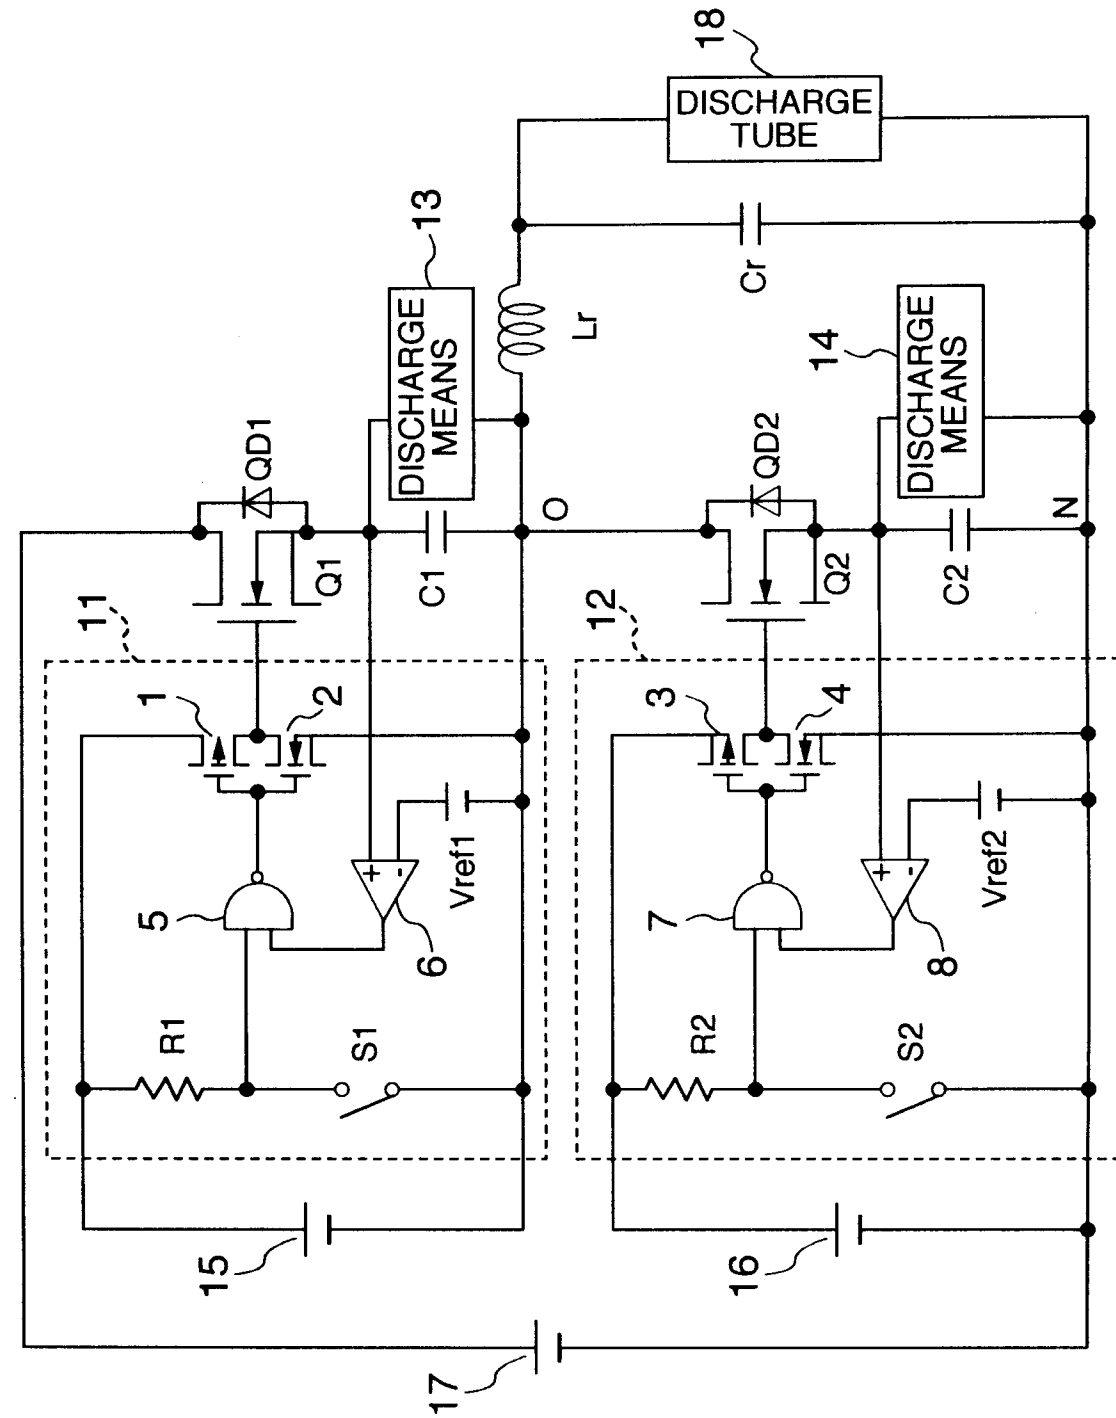 18
DISCHARGE
TUBE
13
DISCHARGE
MEANS
Cr
Lr
14
DISCHARGE
MEANS
QD1
QD2
O
N
Q1
C1
Q2
C2
11
12
1
2
3
4
+
-
Vref1
+
-
Vref2
5
6
7
8
R1
S1
R2
S2
15
16
17